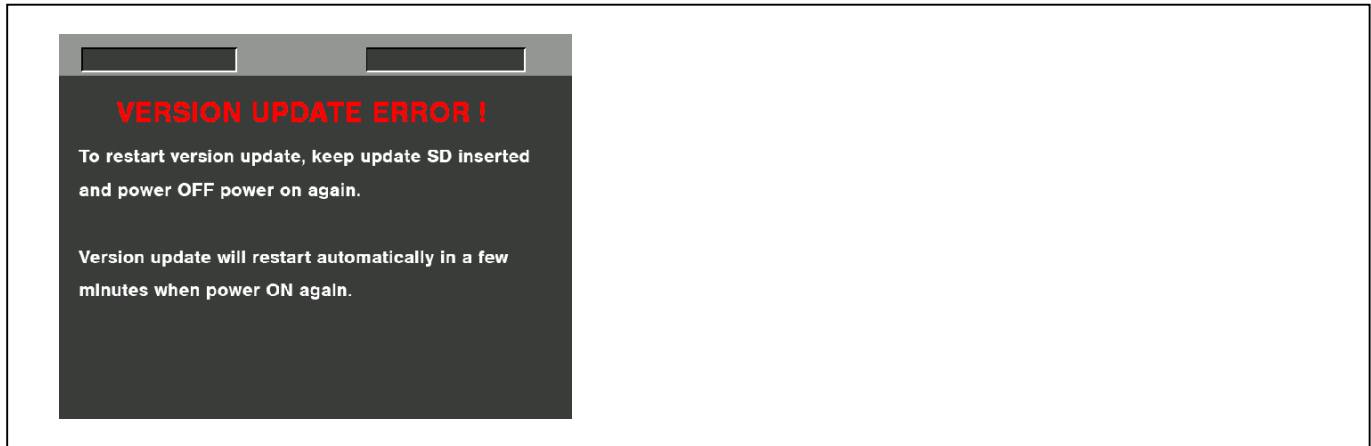 VERSION UPDATE ERROR !
To restart version update, keep update SD inserted
and power OFF power on again.
Version update will restart automatically in a few
minutes when power ON again.